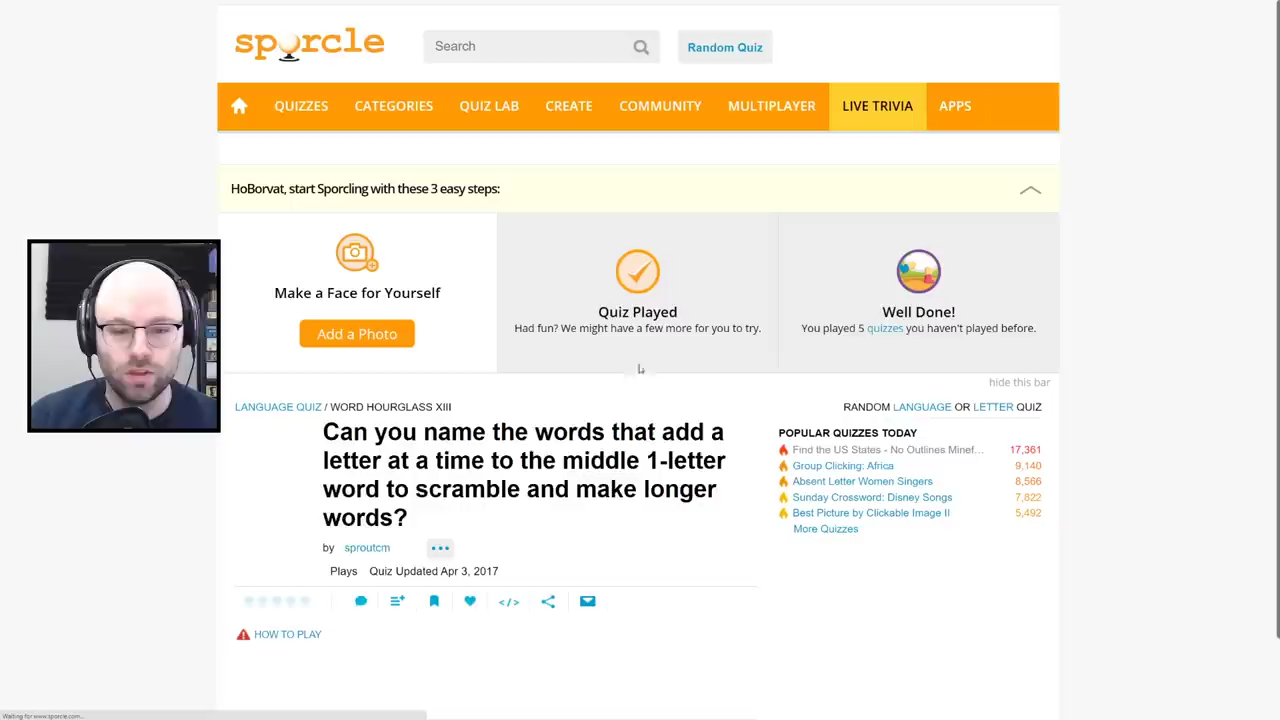 sporcle
Search
Random Quiz
QUIZZES CATEGORIES QUIZ LAB CREATE COMMUNITY MULTIPLAYER LIVE TRIVIA APPS
HoBorvat, start Sporcling with these 3 easy steps:
Make a Face for Yourself
Add a Photo
Quiz Played
Had fun? We might have a few more for you to try.
Well Done!
You played 5 quizzes you haven't played before.
hide this bar
LANGUAGE QUIZ / WORD HOURGLASS XIII
RANDOM LANGUAGE OR LETTER QUIZ
Can you name the words that add a
letter at a time to the middle 1-letter
word to scramble and make longer
words?
by sproutcm
Plays Quiz Updated Apr 3, 2017
POPULAR QUIZZES TODAY
Find the US States - No Outlines Minef... 17,361
Group Clicking: Africa 9,140
Absent Letter Women Singers 8,566
Sunday Crossword: Disney Songs 7,822
Best Picture by Clickable Image II 5,492
More Quizzes
</>
HOW TO PLAY
Waiting for www.sporcle.com...